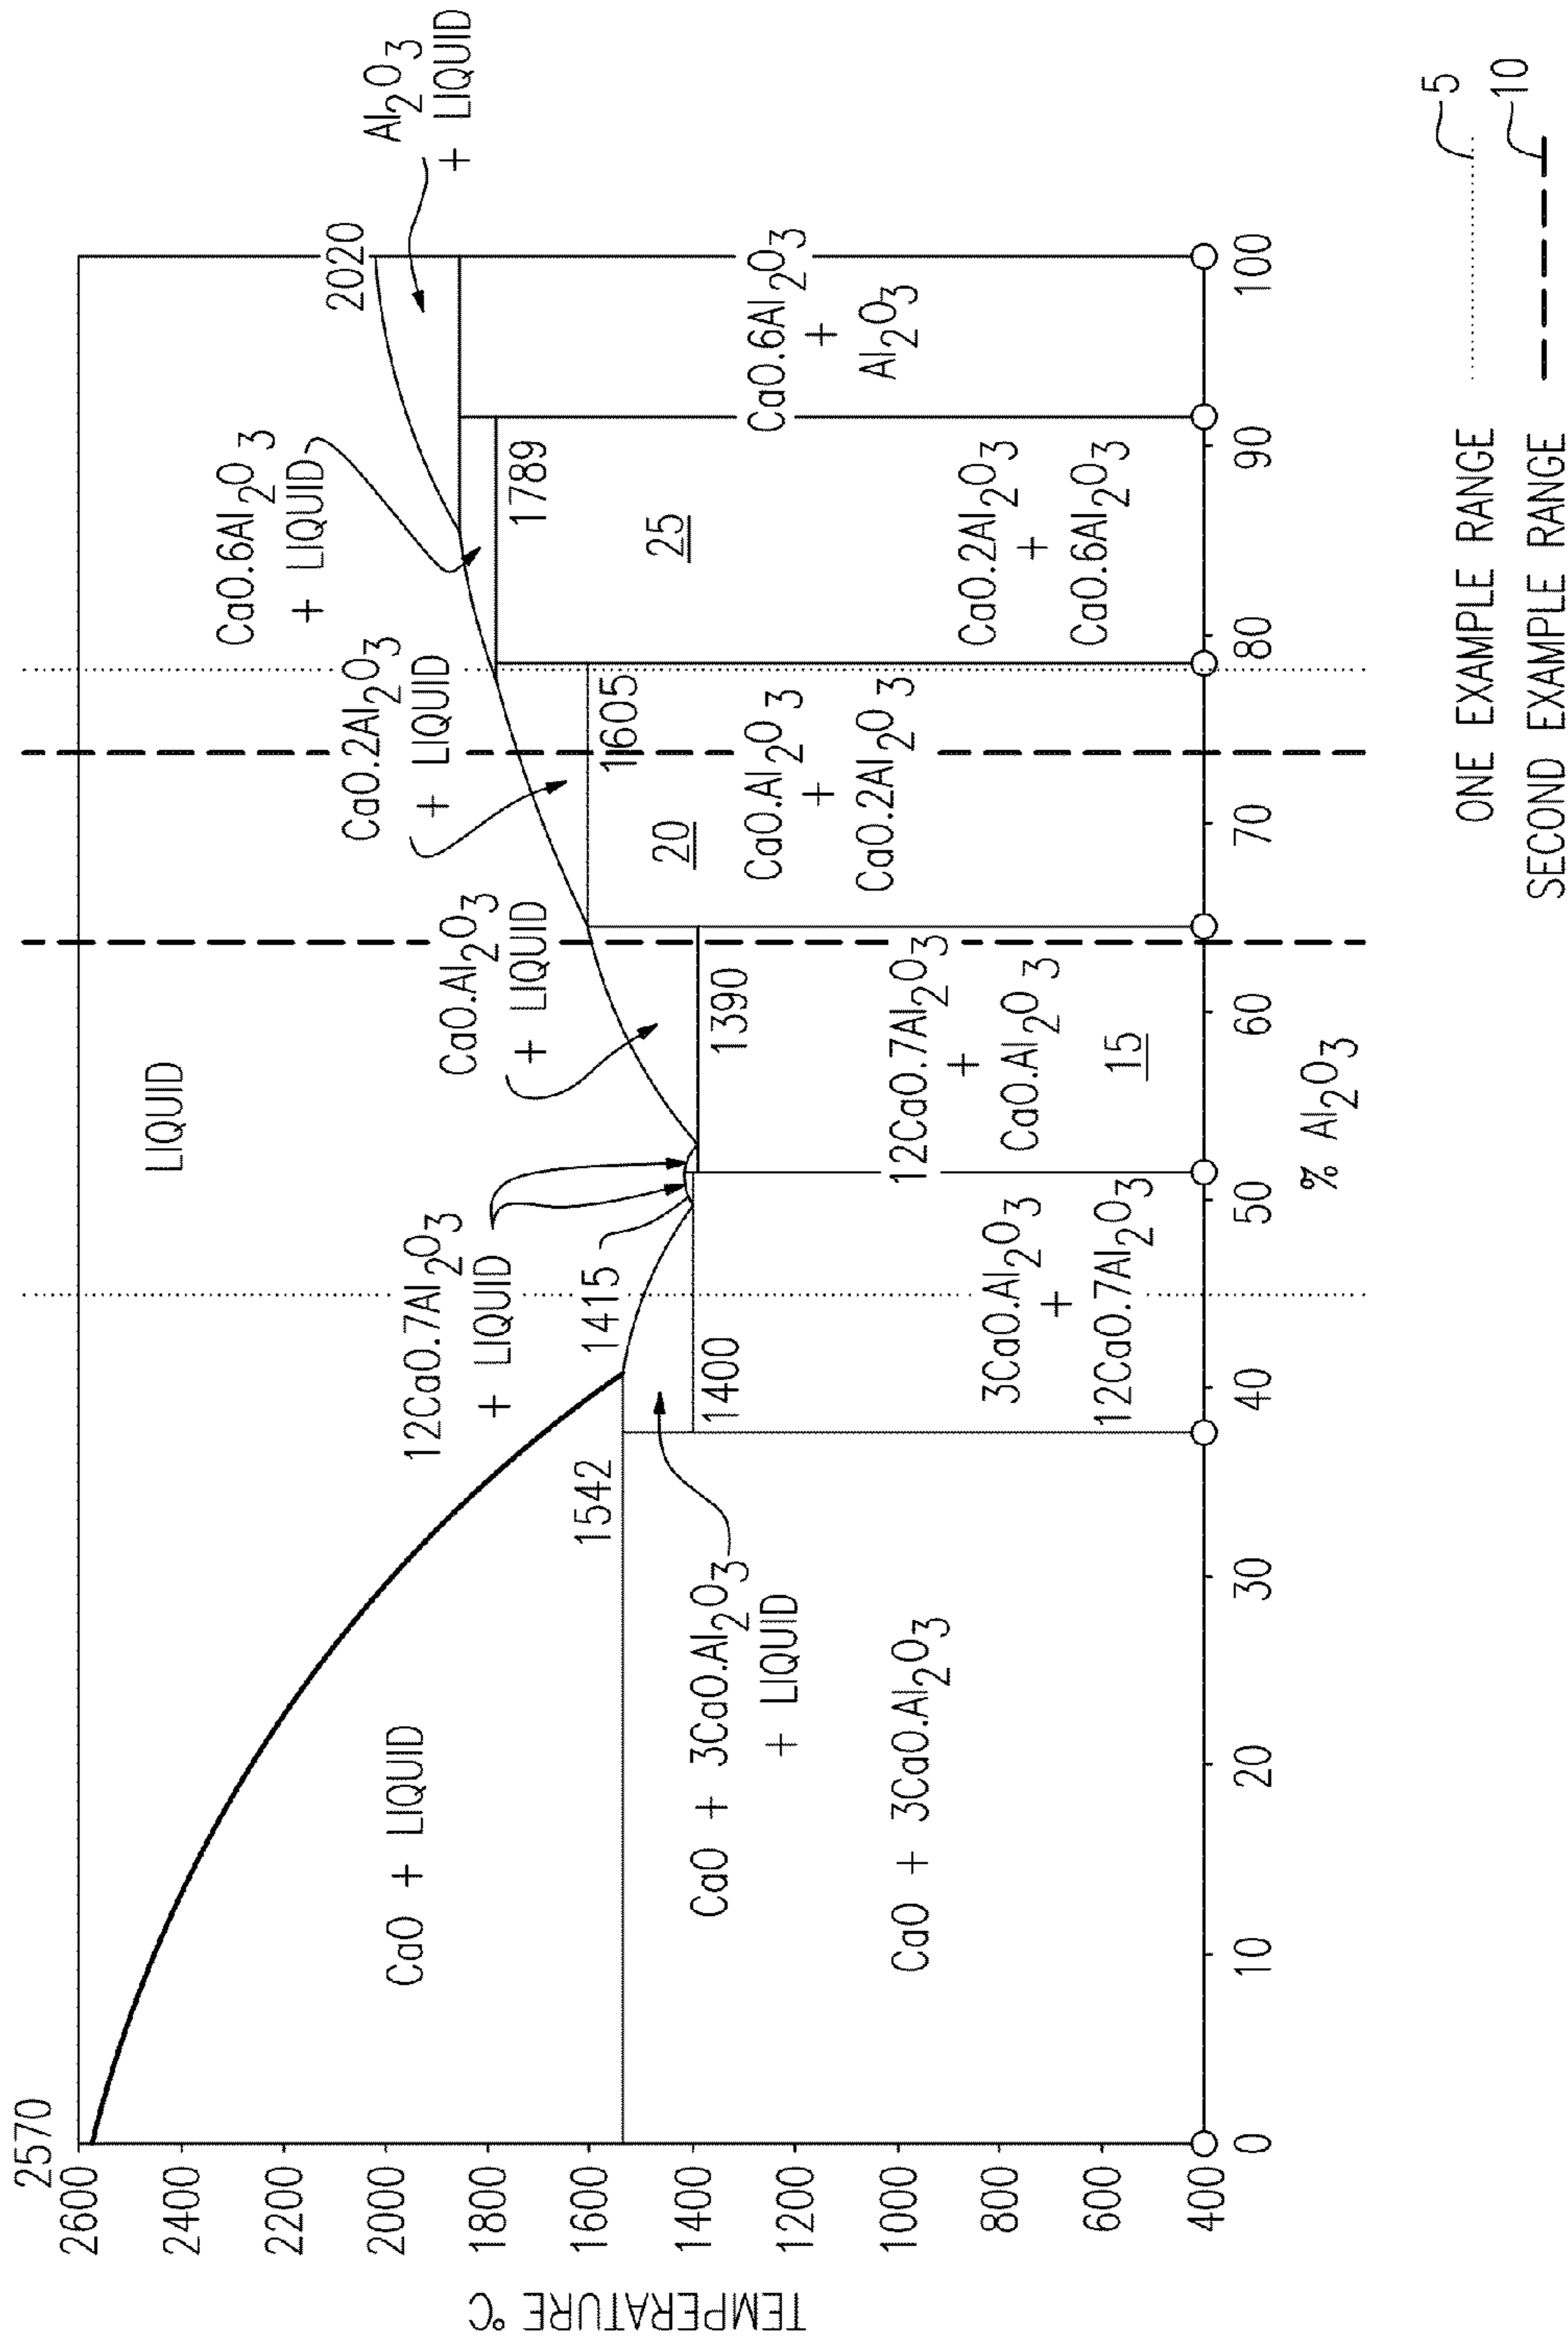 2570
2600
2400
2200
2000
1800
1600
1400
1200
1000
800
600
400
TEMPERATURE °C
LIQUID
CaO + LIQUID
1542
CaO + 3CaO.Al₂O₃
+ LIQUID
CaO + 3CaO.Al₂O₃
12CaO.7Al₂O₃
+ LIQUID
1415
1400
3CaO.Al₂O₃
+
12CaO.7Al₂O₃
CaO.Al₂O₃
+ LIQUID
1390
12CaO.7Al₂O₃
+
CaO.Al₂O₃
15
CaO.2Al₂O₃
+ LIQUID
1605
20
CaO.Al₂O₃
+
CaO.2Al₂O₃
CaO.6Al₂O₃
+ LIQUID
1789
25
CaO.2Al₂O₃
+
CaO.6Al₂O₃
Al₂O₃
+ LIQUID
2020
CaO.6Al₂O₃
+
Al₂O₃
0 10 20 30 40 50 60 70 80 90 100
% Al₂O₃
ONE EXAMPLE RANGE 5
SECOND EXAMPLE RANGE 10